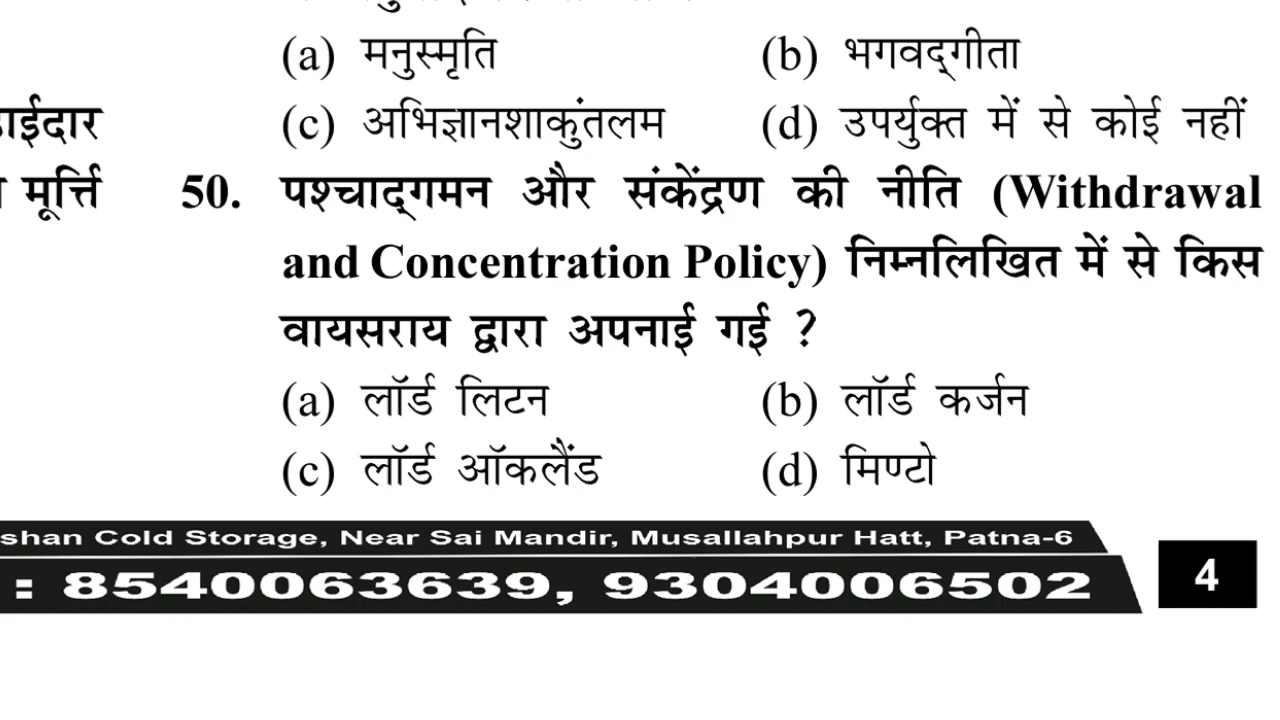 (a) मनुस्मृति (b) भगवद्गीता
(c) अभिज्ञानशाकुंतलम (d) उपर्युक्त में से कोई नहीं
मूर्त्ति
50. पश्चाद्गमन और संकेंद्रण की नीति (Withdrawal
and Concentration Policy) निम्नलिखित में से किस
वायसराय द्वारा अपनाई गई ?
(a) लॉर्ड लिटन (b) लॉर्ड कर्जन
(c) लॉर्ड ऑकलैंड (d) मिण्टो
shan Cold Storage, Near Sai Mandir, Musallahpur Hatt, Patna-6
: 8540063639, 9304006502
4